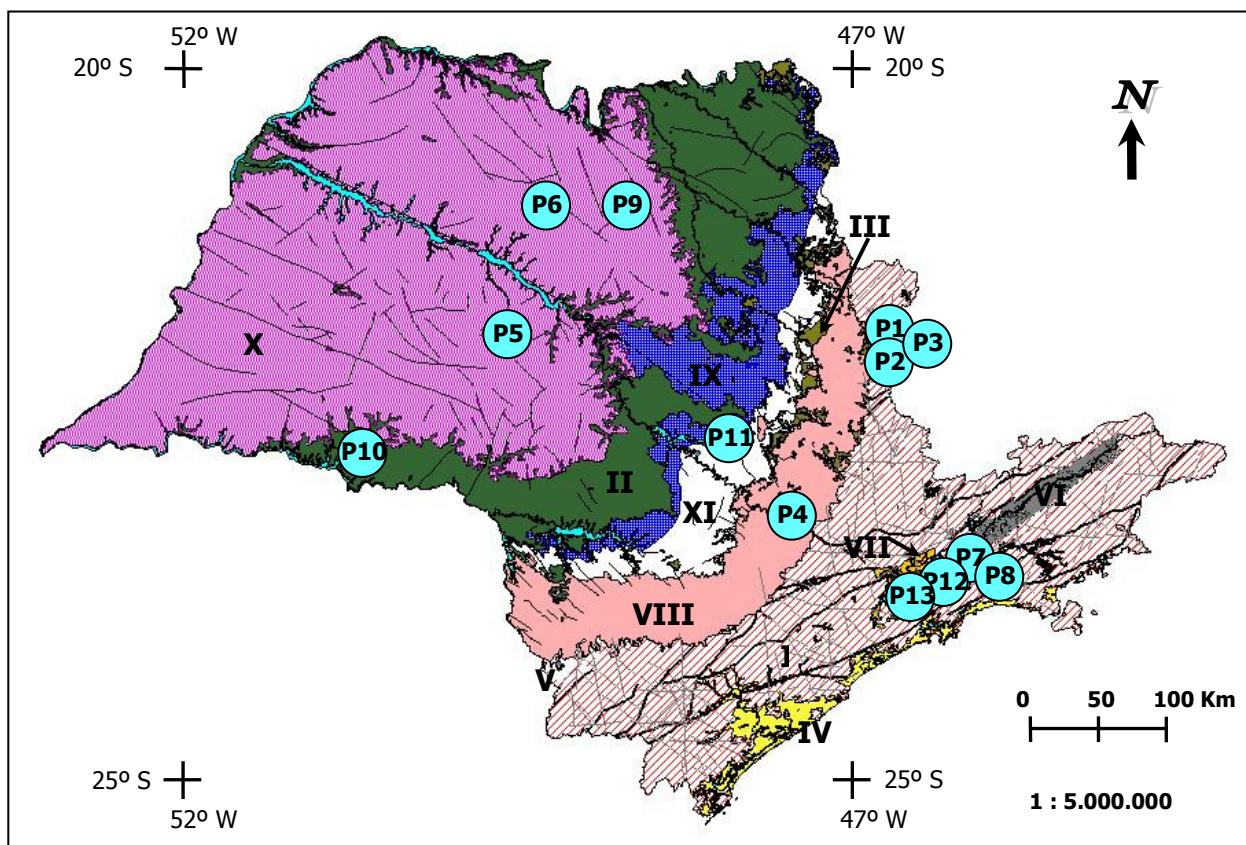 52º W
47º W
20º S
20º S
N
III
P6
P9
P1
P3
P2
P5
X
IX
P11
P10
II
XI
VI
P4
VII
P7
P8
P12
P13
VIII
I
V
IV
0 50 100 Km
25º S
25º S
52º W
47º W
1 : 5.000.000